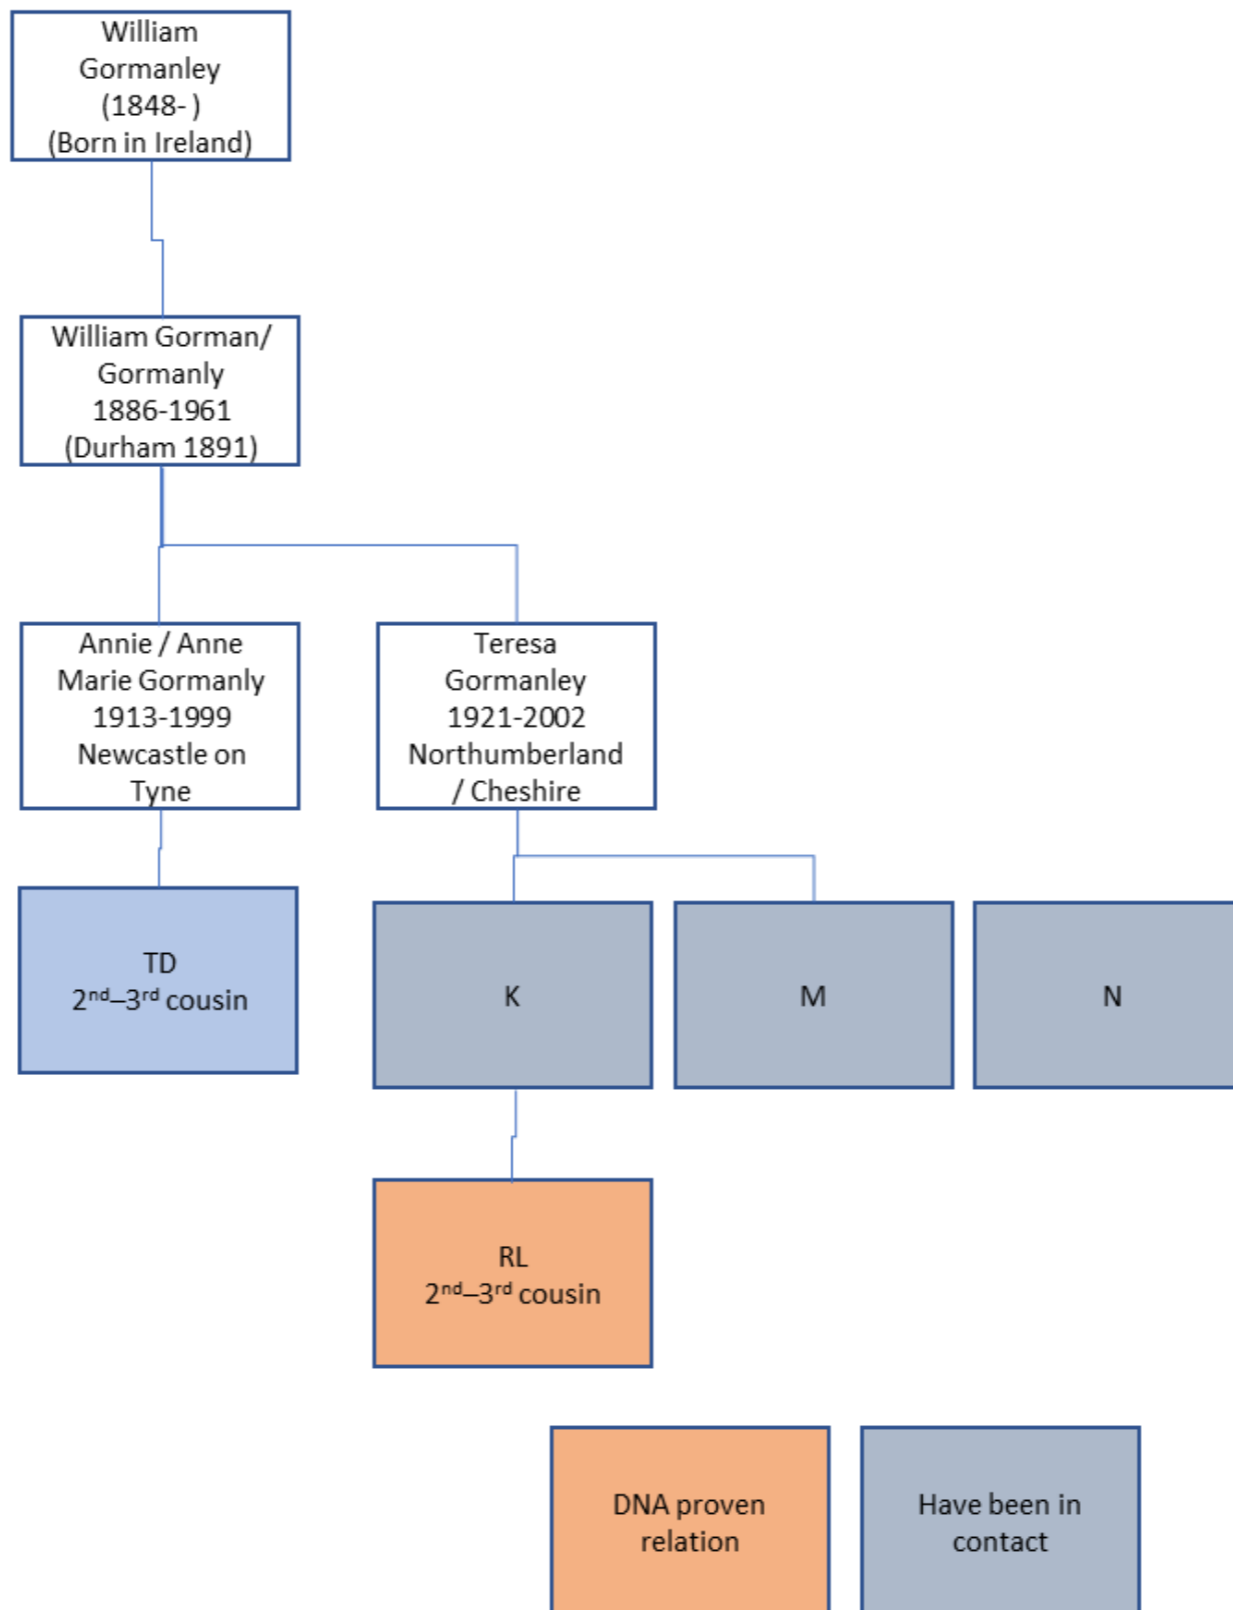 William
Gormanley
(1848- )
(Born in Ireland)
William Gorman/
Gormanly
1886-1961
(Durham 1891)
Annie / Anne
Marie Gormanly
1913-1999
Newcastle on
Tyne
Teresa
Gormanley
1921-2002
Northumberland
/ Cheshire
TD
2nd–3rd cousin
K
M
N
RL
2nd–3rd cousin
DNA proven
relation
Have been in
contact